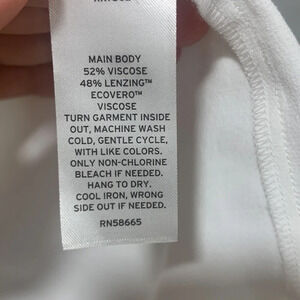 MAIN BODY
52% VISCOSE
48% LENZING™
ECOVERO™
VISCOSE
TURN GARMENT INSIDE
OUT, MACHINE WASH
COLD, GENTLE CYCLE,
WITH LIKE COLORS.
ONLY NON-CHLORINE
BLEACH IF NEEDED.
HANG TO DRY.
COOL IRON, WRONG
SIDE OUT IF NEEDED.
RN58665